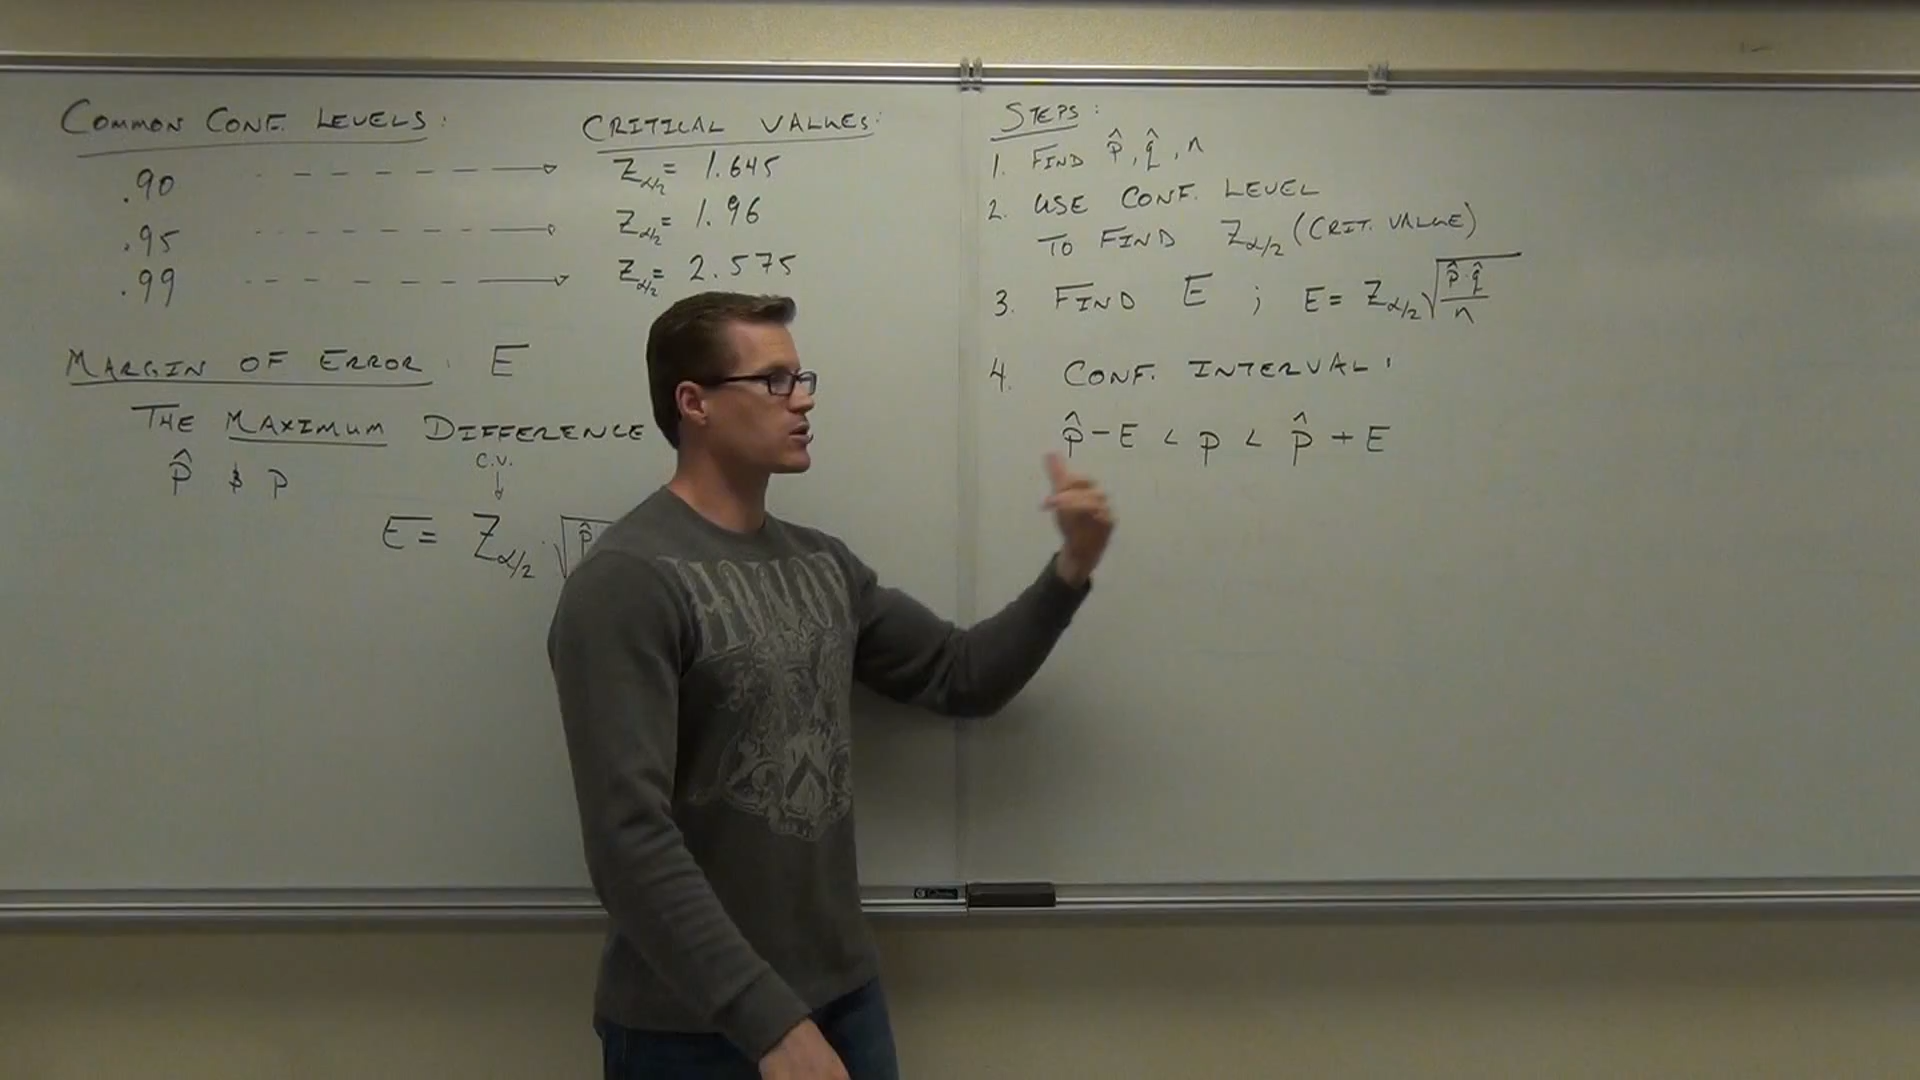 COMMON CONF. LEVELS:
.90
.95
.99
CRITICAL VALUES:
Zα/2 = 1.645
Zα/2 = 1.96
Zα/2 = 2.575
MARGIN OF ERROR: E
THE MAXIMUM DIFFERENCE
p̂ & p
C.V.
E = Zα/2 · √p̂
STEPS:
1. FIND p̂, q̂, n
2. USE CONF. LEVEL
TO FIND Zα/2 (CRIT. VALUE)
3. FIND E ; E = Zα/2 √(p̂·q̂/n)
4. CONF. INTERVAL:
p̂ - E < p < p̂ + E
HONOR